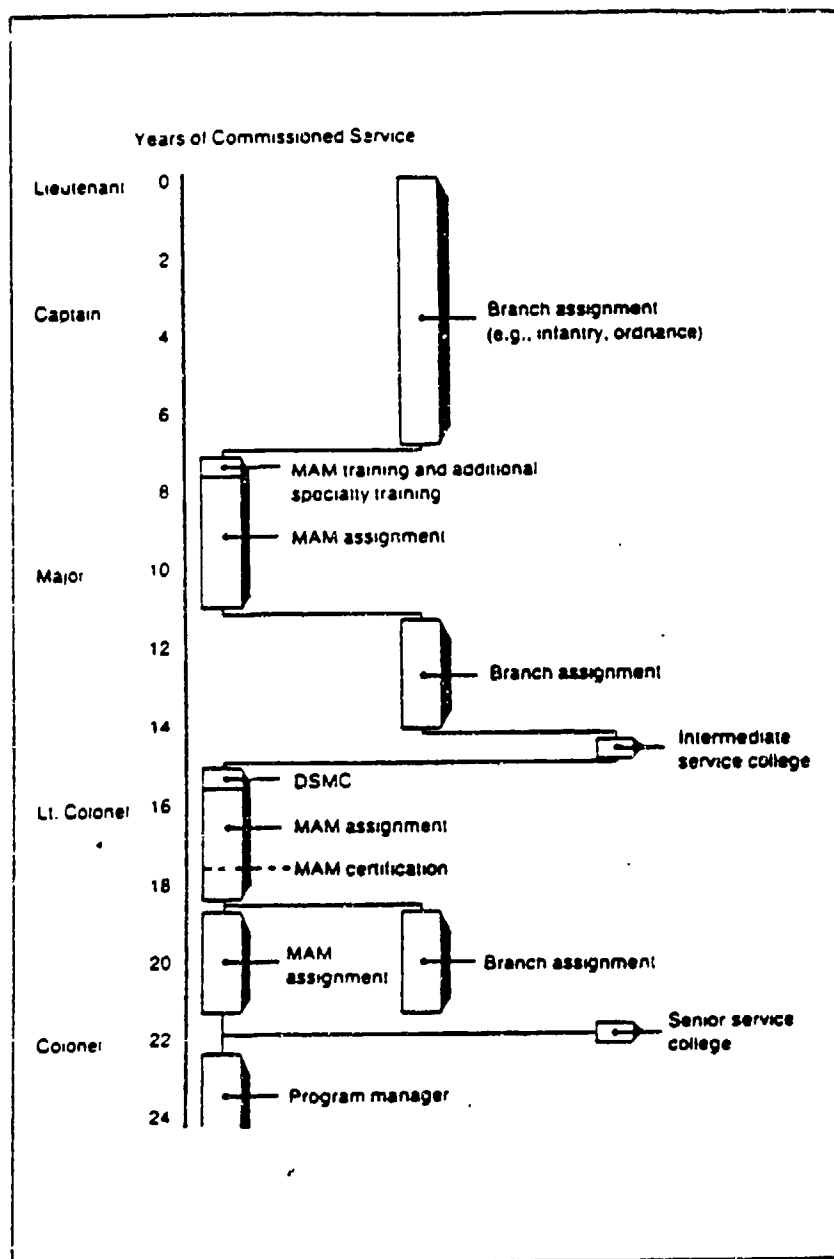 Years of Commissioned Service
Lieutenant
0
2
Captain
Branch assignment
(e.g., infantry, ordnance)
4
6
MAM training and additional
specialty training
8
MAM assignment
10
Major
12
Branch assignment
14
Intermediate
service college
DSMC
16
Lt. Colonel
MAM assignment
MAM certification
18
20
MAM
assignment
Branch assignment
Senior service
college
22
Colonel
Program manager
24